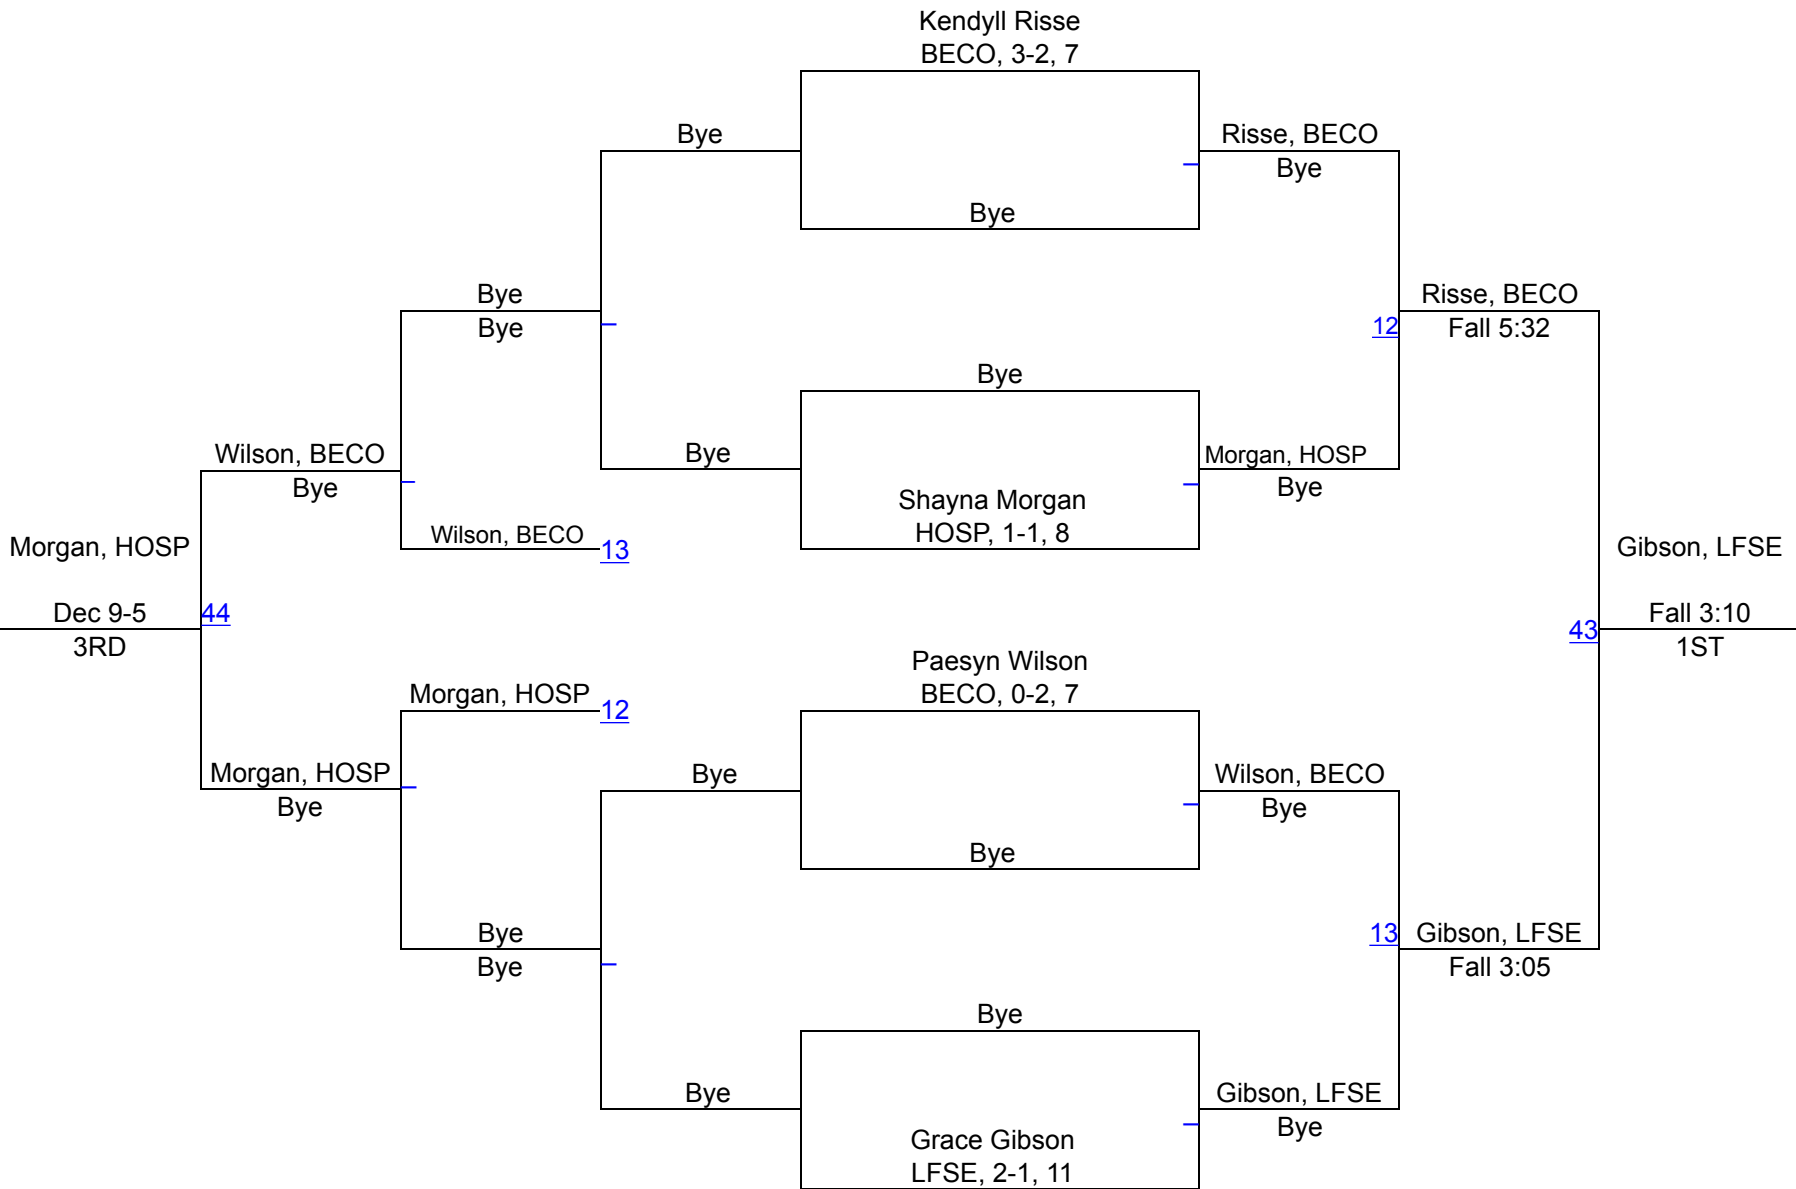 Kendyll Risse
BECO, 3-2, 7
Bye
Risse, BECO
Bye
Bye
Bye
Risse, BECO
Bye
12
Fall 5:32
Bye
Wilson, BECO
Bye
Morgan, HOSP
Bye
Bye
Shayna Morgan
HOSP, 1-1, 8
Wilson, BECO
13
Morgan, HOSP
Gibson, LFSE
Dec 9-5
44
Fall 3:10
3RD
43
1ST
Paesyn Wilson
BECO, 0-2, 7
Morgan, HOSP
12
Morgan, HOSP
Bye
Wilson, BECO
Bye
Bye
Bye
Bye
13
Gibson, LFSE
Bye
Fall 3:05
Bye
Bye
Gibson, LFSE
Bye
Grace Gibson
LFSE, 2-1, 11